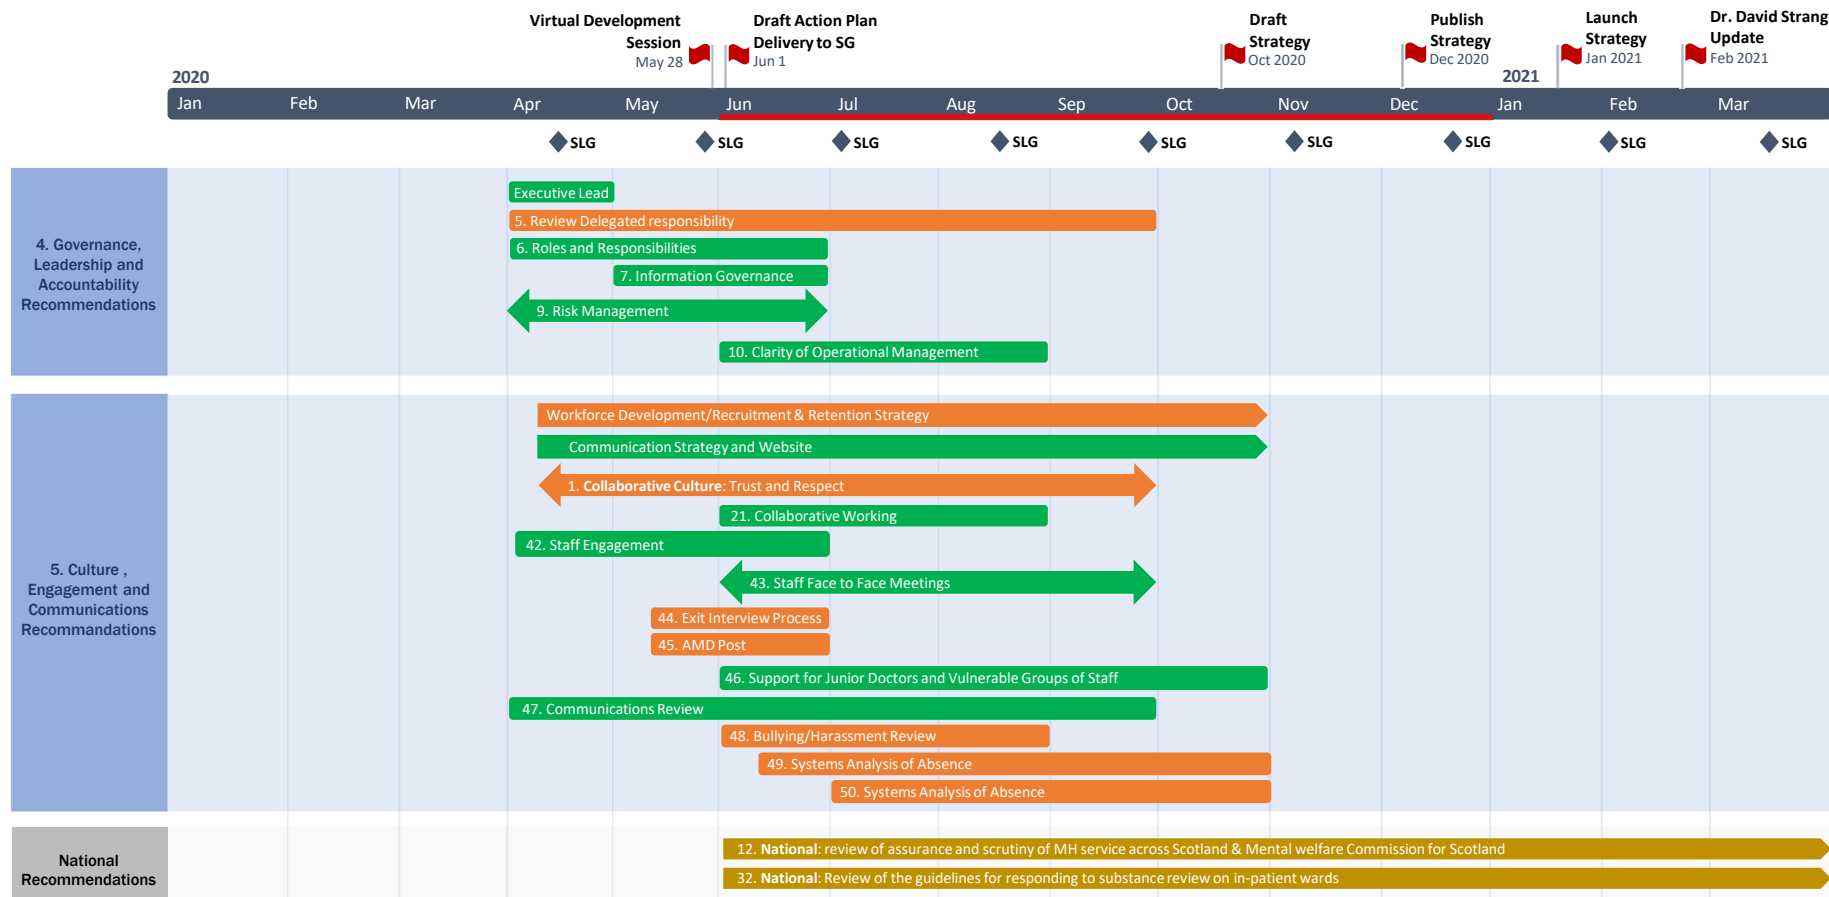 Virtual Development
Session
May 28
Draft Action Plan
Delivery to SG
Jun 1
Draft
Strategy
Oct 2020
Publish
Strategy
Dec 2020
Launch
Strategy
Jan 2021
Dr. David Strang
Update
Feb 2021
2020
2021
Jan Feb Mar Apr May Jun Jul Aug Sep Oct Nov Dec Jan Feb Mar
SLG SLG SLG SLG SLG SLG SLG SLG SLG
4. Governance,
Leadership and
Accountability
Recommendations
Executive Lead
5. Review Delegated responsibility
6. Roles and Responsibilities
7. Information Governance
9. Risk Management
10. Clarity of Operational Management
5. Culture ,
Engagement and
Communications
Recommandations
Workforce Development/Recruitment & Retention Strategy
Communication Strategy and Website
1. Collaborative Culture: Trust and Respect
21. Collaborative Working
42. Staff Engagement
43. Staff Face to Face Meetings
44. Exit Interview Process
45. AMD Post
46. Support for Junior Doctors and Vulnerable Groups of Staff
47. Communications Review
48. Bullying/Harassment Review
49. Systems Analysis of Absence
50. Systems Analysis of Absence
National
Recommendations
12. National: review of assurance and scrutiny of MH service across Scotland & Mental welfare Commission for Scotland
32. National: Review of the guidelines for responding to substance review on in-patient wards